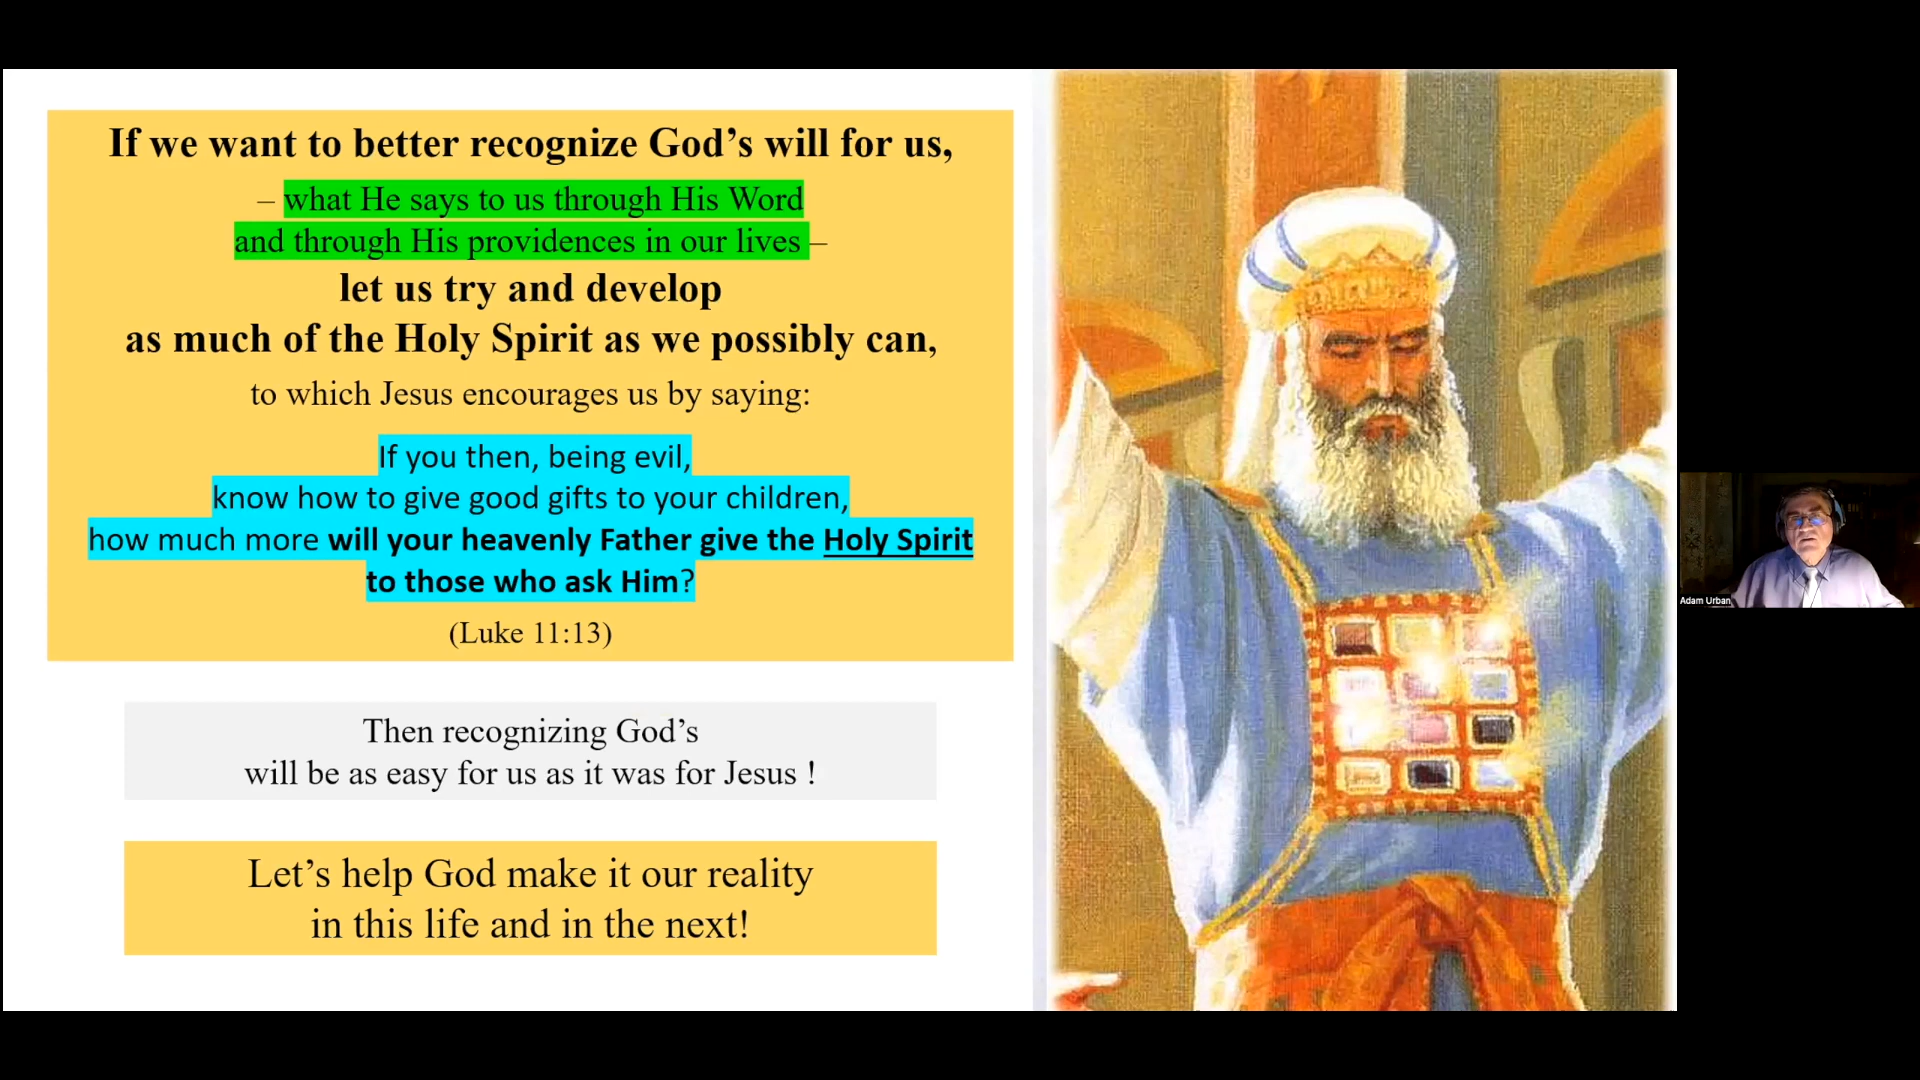 If we want to better recognize God’s will for us,
– what He says to us through His Word
and through His providences in our lives –
let us try and develop
as much of the Holy Spirit as we possibly can,
to which Jesus encourages us by saying:
If you then, being evil,
know how to give good gifts to your children,
how much more will your heavenly Father give the Holy Spirit
to those who ask Him?
(Luke 11:13)
Then recognizing God’s
will be as easy for us as it was for Jesus !
Let’s help God make it our reality
in this life and in the next!
Adam Urban